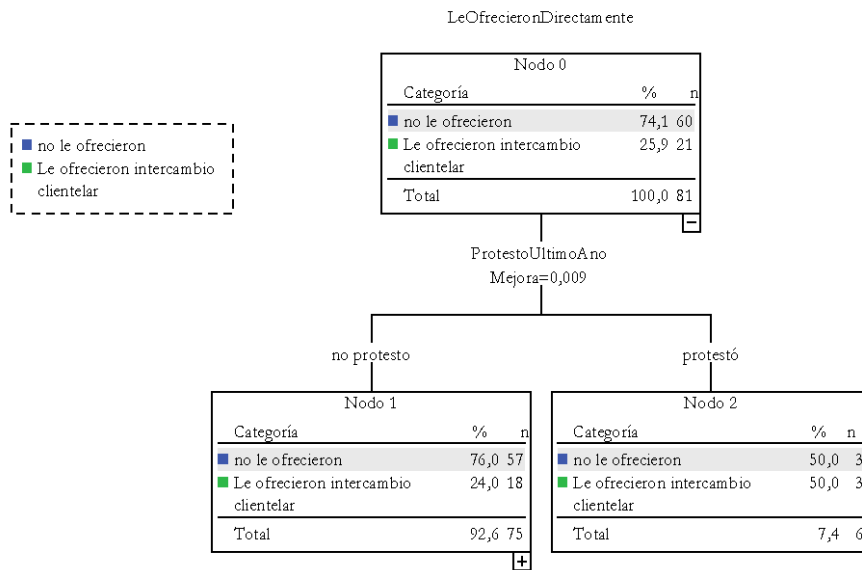 LeOfrecieronDirectamente
no le ofrecieron
Le ofrecieron intercambio
clientelar
Nodo 0
Categoría % n
no le ofrecieron 74,1 60
Le ofrecieron intercambio 25,9 21
clientelar
Total 100,0 81
ProtestoUltimoAno
Mejora=0,009
no protesto
protestó
Nodo 1
Categoría % n
no le ofrecieron 76,0 57
Le ofrecieron intercambio 24,0 18
clientelar
Total 92,6 75
Nodo 2
Categoría % n
no le ofrecieron 50,0 3
Le ofrecieron intercambio 50,0 3
clientelar
Total 7,4 6